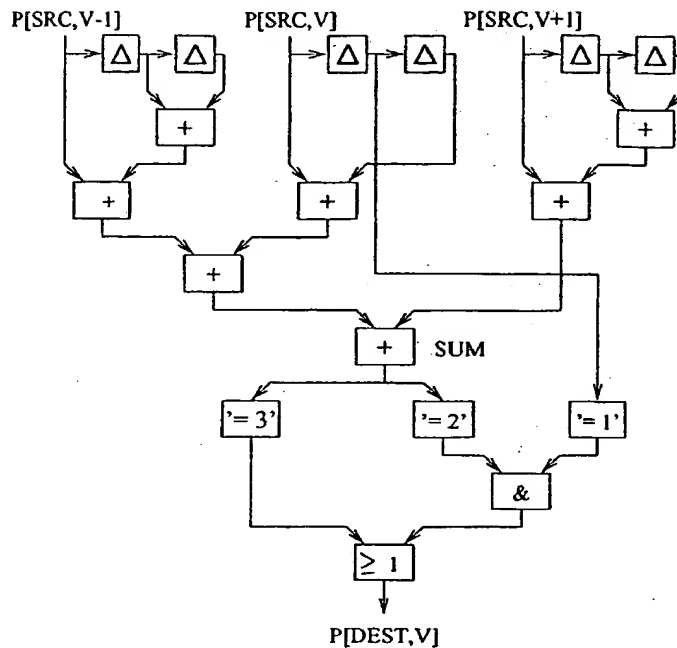 P[SRC,V-1] P[SRC,V] P[SRC,V+1]
Δ Δ Δ Δ Δ Δ
+ +
+ + +
+
+ SUM
'= 3' '= 2' '= 1'
&
≥ 1
P[DEST,V]